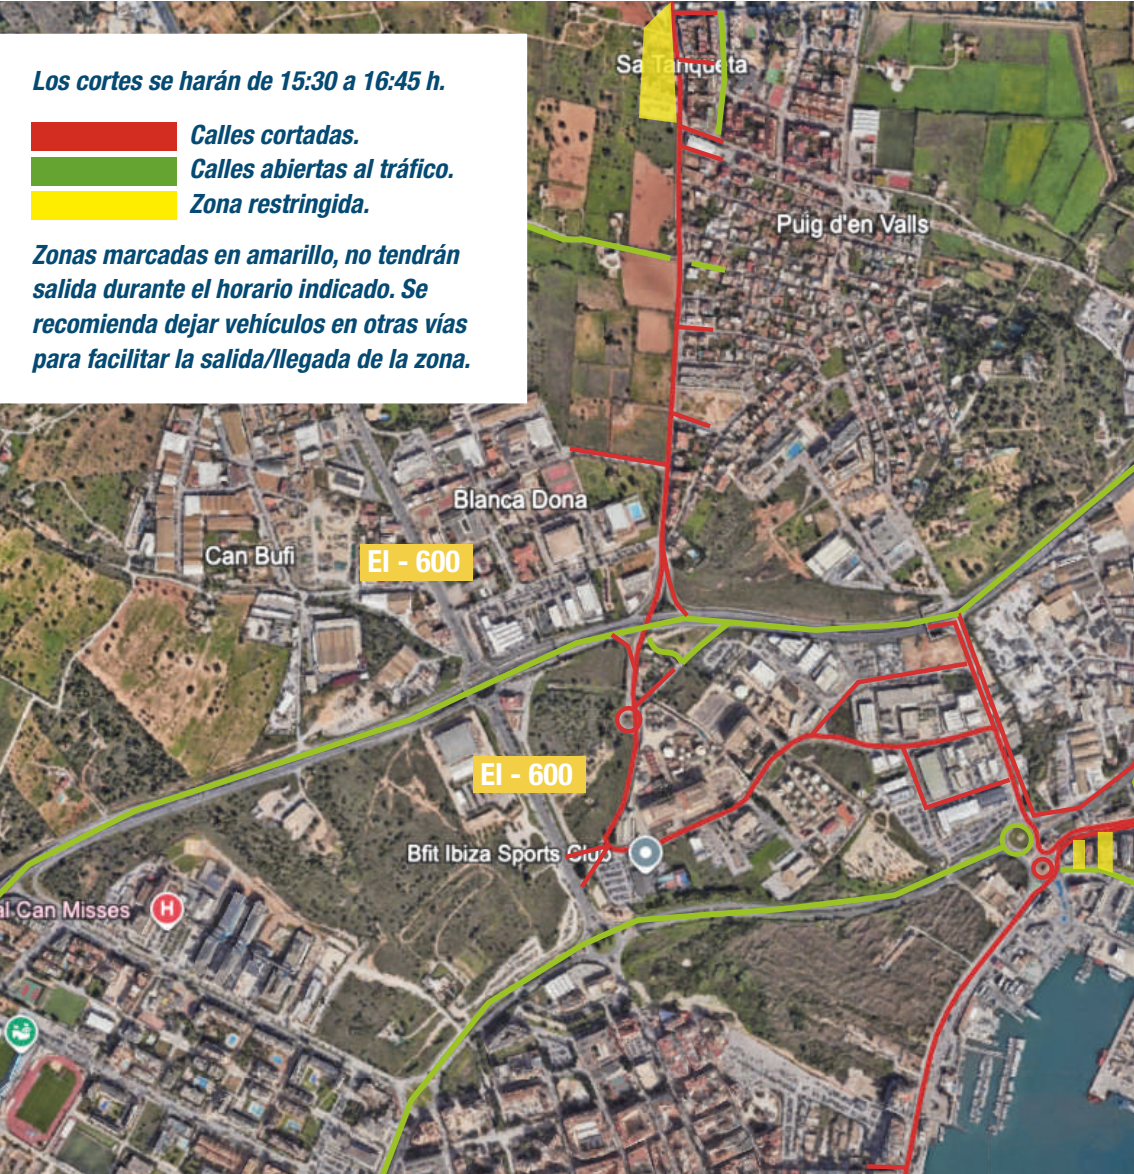 Los cortes se harán de 15:30 a 16:45 h.
Calles cortadas.
Calles abiertas al tráfico.
Zona restringida.
Zonas marcadas en amarillo, no tendrán
salida durante el horario indicado. Se
recomienda dejar vehículos en otras vías
para facilitar la salida/llegada de la zona.
Sa Tanqueta
Puig d'en Valls
Blanca Dona
Can Bufi
EI - 600
EI - 600
Bfit Ibiza Sports Club
al Can Misses
H